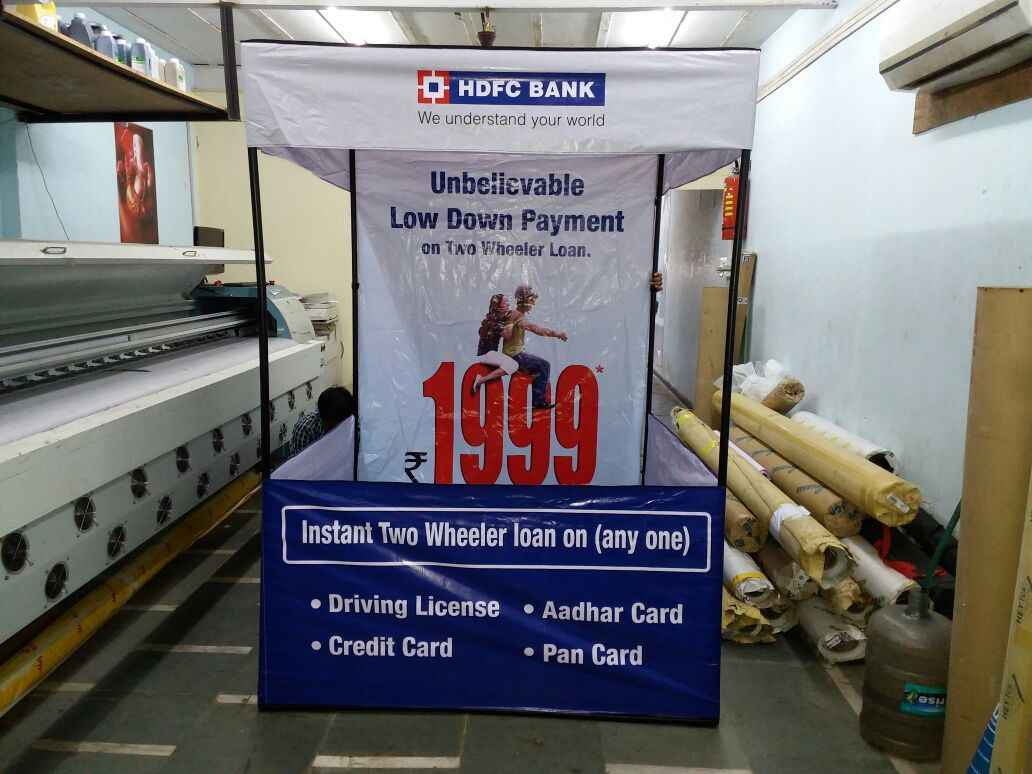 HDFC BANK
We understand your world
Unbelievable
Low Down Payment
on Two Wheeler Loan.
₹ 1999*
Instant Two Wheeler loan on (any one)
• Driving License • Aadhar Card
• Credit Card • Pan Card